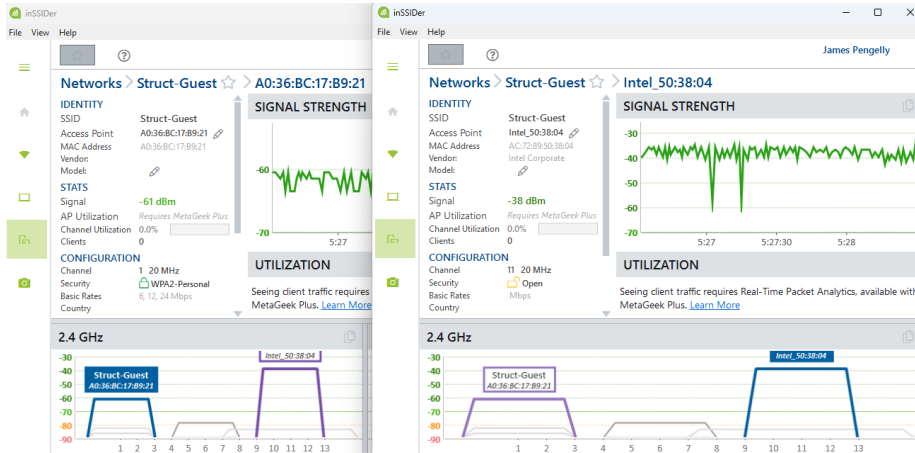 inSSIDer
File View Help
Networks > Struct-Guest > A0:36:BC:17:B9:21
IDENTITY
SSID Struct-Guest
Access Point A0:36:BC:17:B9:21
MAC Address A0:36:BC:17:B9:21
Vendor:
Model:
STATS
Signal -61 dBm
AP Utilization Requires MetaGeek Plus
Channel Utilization 0.0%
Clients 0
CONFIGURATION
Channel 1 20 MHz
Security WPA2-Personal
Basic Rates 6, 12, 24 Mbps
Country
SIGNAL STRENGTH
-60
-70
5:27
UTILIZATION
Seeing client traffic requires
MetaGeek Plus. Learn More
2.4 GHz
-30
-40
-50
-60
-70
-80
-90
Struct-Guest
A0:36:BC:17:B9:21
Intel_50:38:04
1 2 3 4 5 6 7 8 9 10 11 12 13
inSSIDer
File View Help
James Pengelly
Networks > Struct-Guest > Intel_50:38:04
IDENTITY
SSID Struct-Guest
Access Point Intel_50:38:04
MAC Address AC:72:89:50:38:04
Vendor: Intel Corporate
Model:
STATS
Signal -38 dBm
AP Utilization Requires MetaGeek Plus
Channel Utilization 0.0%
Clients 0
CONFIGURATION
Channel 11 20 MHz
Security Open
Basic Rates Mbps
Country
SIGNAL STRENGTH
-30
-40
-50
-60
-70
5:27 5:27:30 5:28
UTILIZATION
Seeing client traffic requires Real-Time Packet Analytics, available with
MetaGeek Plus. Learn More
2.4 GHz
-30
-40
-50
-60
-70
-80
-90
Struct-Guest
A0:36:BC:17:B9:21
Intel_50:38:04
1 2 3 4 5 6 7 8 9 10 11 12 13